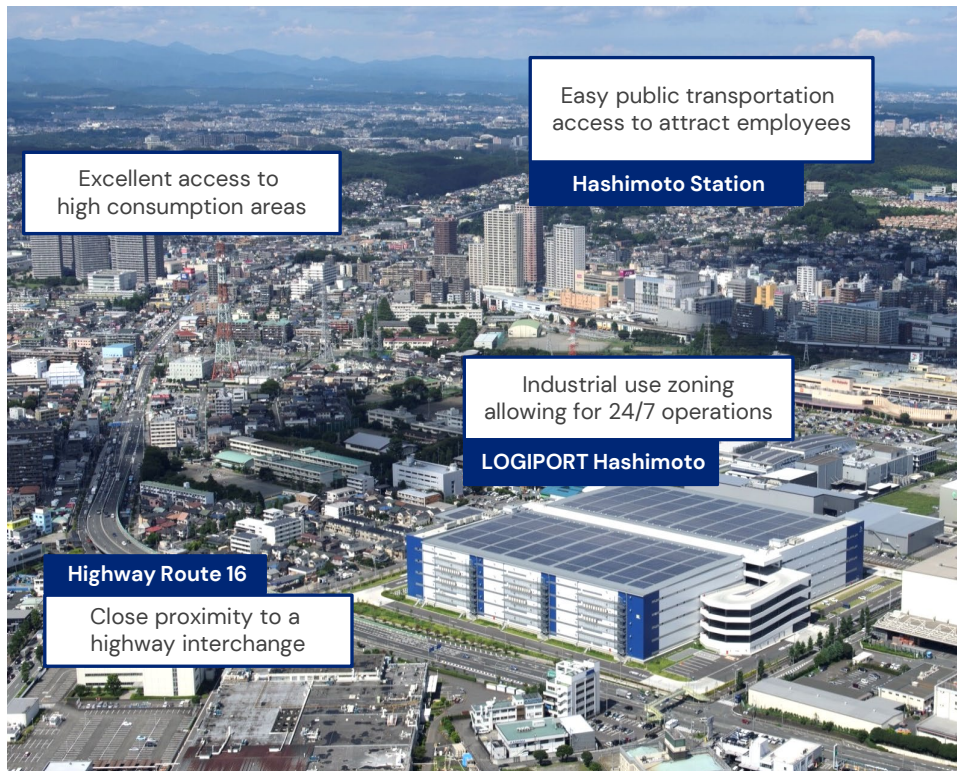 Easy public transportation
access to attract employees
Hashimoto Station
Excellent access to
high consumption areas
Industrial use zoning
allowing for 24/7 operations
LOGIPORT Hashimoto
Highway Route 16
Close proximity to a
highway interchange